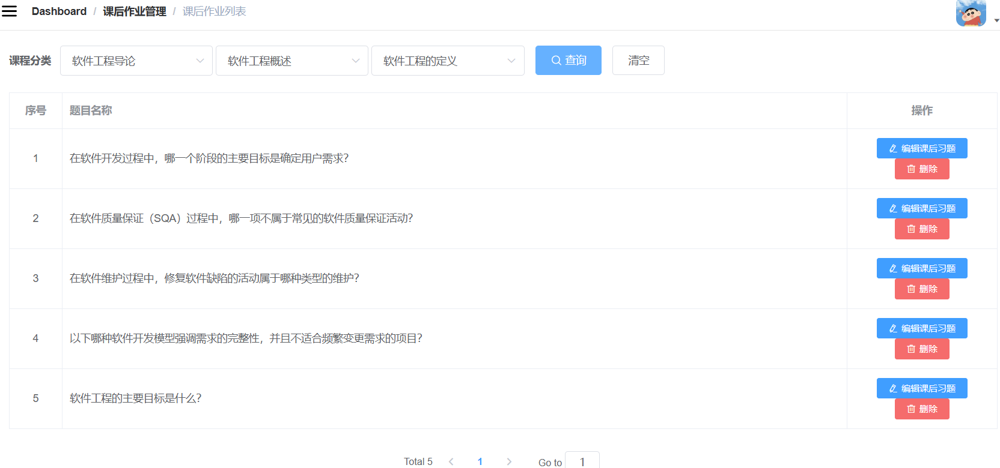 Dashboard / 课后作业管理 / 课后作业列表
课程分类 软件工程导论 软件工程概述 软件工程的定义 查询 清空
序号 题目名称 操作
1 在软件开发过程中，哪一个阶段的主要目标是确定用户需求？ 编辑课后习题
删除
2 在软件质量保证（SQA）过程中，哪一项不属于常见的软件质量保证活动？ 编辑课后习题
删除
3 在软件维护过程中，修复软件缺陷的活动属于哪种类型的维护？ 编辑课后习题
删除
4 以下哪种软件开发模型强调需求的完整性，并且不适合频繁变更需求的项目？ 编辑课后习题
删除
5 软件工程的主要目标是什么？ 编辑课后习题
删除
Total 5 1 Go to 1